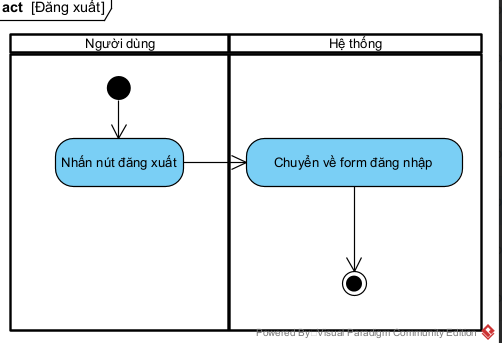 act [Đăng xuất]
Người dùng
Hệ thống
Nhấn nút đăng xuất
Chuyển về form đăng nhập
Powered By: Visual Paradigm Community Edition